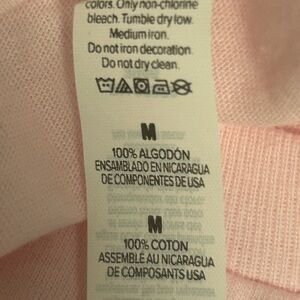 colors. Only non-chlorine
bleach. Tumble dry low.
Medium iron.
Do not iron decoration.
Do not dry clean.
M
100% ALGODÓN
ENSAMBLADO EN NICARAGUA
DE COMPONENTES DE USA
M
100% COTON
ASSEMBLÉ AU NICARAGUA
DE COMPOSANTS USA